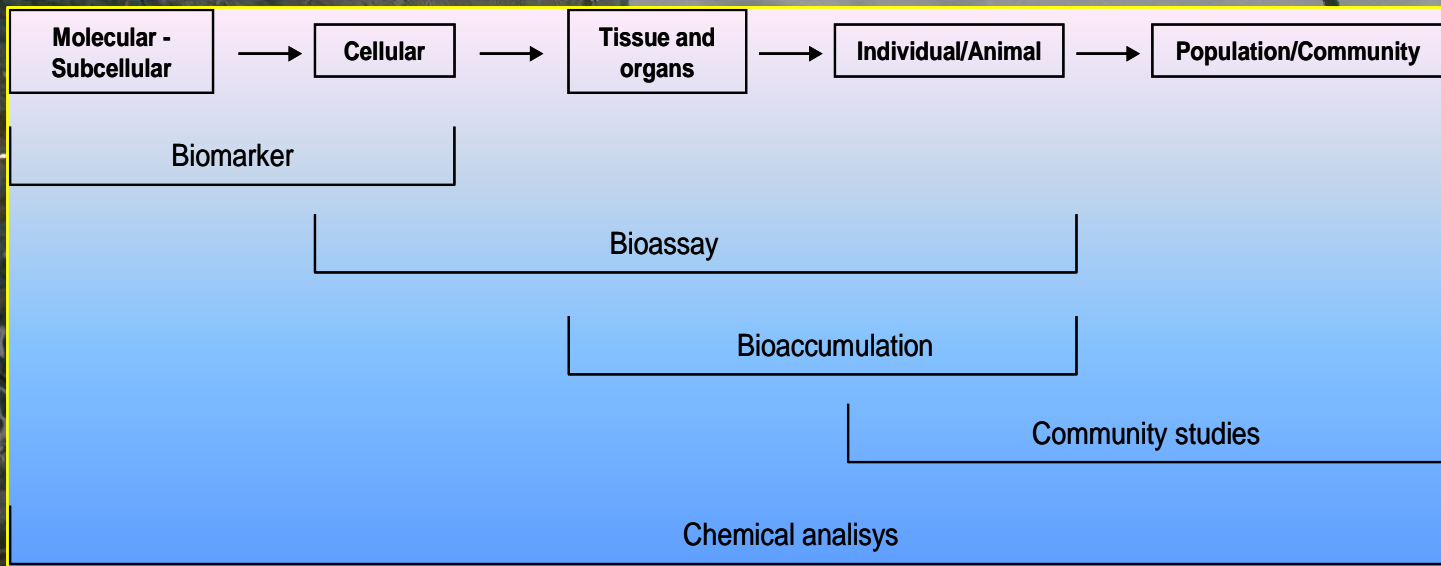 Molecular -
Subcellular
Cellular
Tissue and
organs
Individual/Animal
Population/Community
Biomarker
Bioassay
Bioaccumulation
Community studies
Chemical analisys